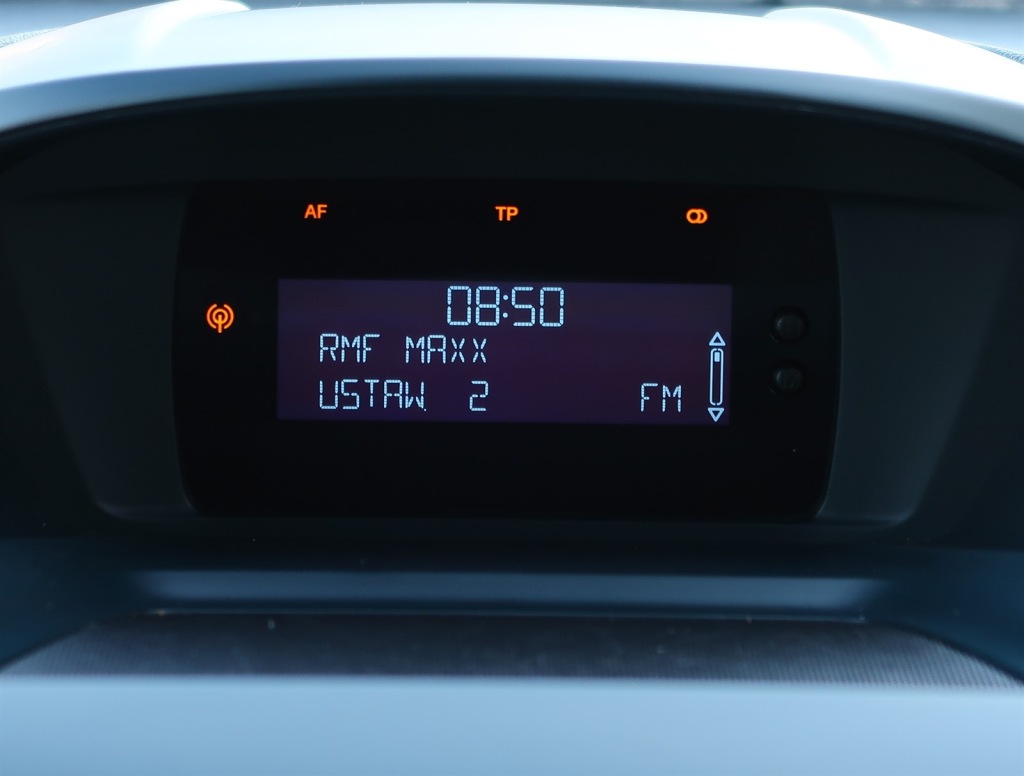 AF TP
08:50
RMF MAXX
USTAW. 2 FM